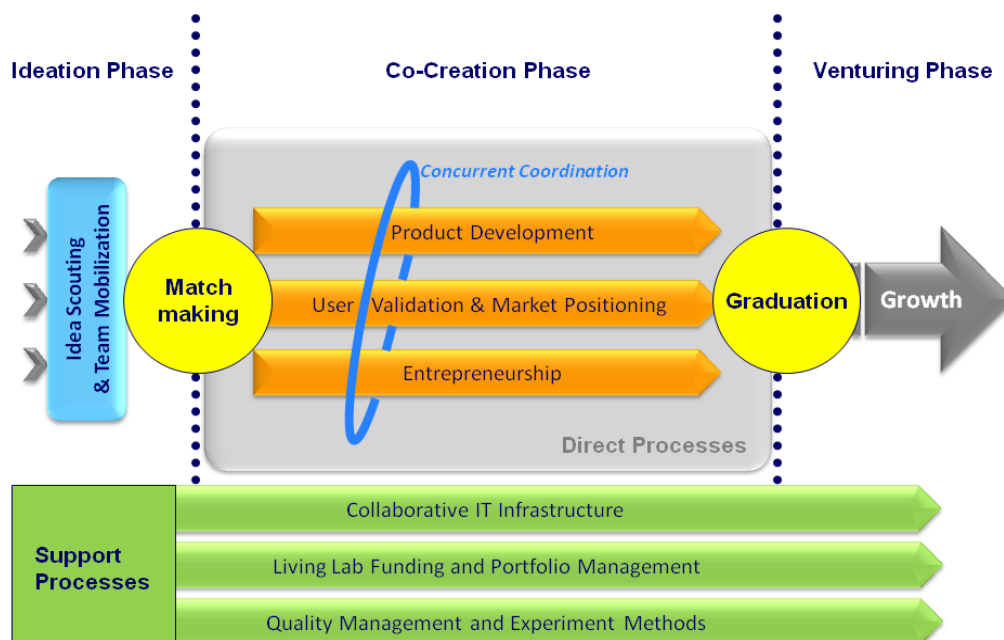 Ideation Phase
Co-Creation Phase
Venturing Phase
Concurrent Coordination
Idea Scouting
& Team Mobilization
Match
making
Product Development
User Validation & Market Positioning
Entrepreneurship
Graduation
Growth
Direct Processes
Support
Processes
Collaborative IT Infrastructure
Living Lab Funding and Portfolio Management
Quality Management and Experiment Methods